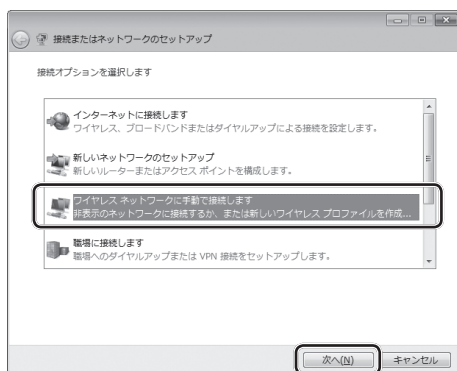 接続またはネットワークのセットアップ
接続オプションを選択します
インターネットに接続します
ワイヤレス、ブロードバンドまたはダイヤルアップによる接続を設定します。
新しいネットワークのセットアップ
新しいルーターまたはアクセス ポイントを構成します。
ワイヤレス ネットワークに手動で接続します
非表示のネットワークに接続するか、または新しいワイヤレス プロファイルを作成...
職場に接続します
職場へのダイヤルアップまたは VPN 接続をセットアップします。
次へ(N) キャンセル